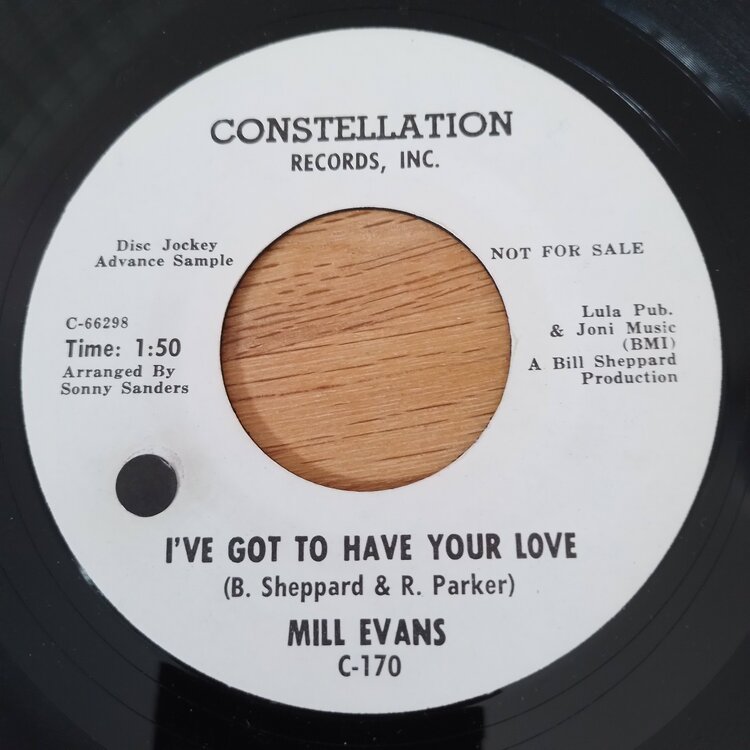 CONSTELLATION
RECORDS, INC.
Disc Jockey
Advance Sample
NOT FOR SALE
C-66298
Time: 1:50
Arranged By
Sonny Sanders
Lula Pub.
& Joni Music
(BMI)
A Bill Sheppard
Production
I'VE GOT TO HAVE YOUR LOVE
(B. Sheppard & R. Parker)
MILL EVANS
C-170